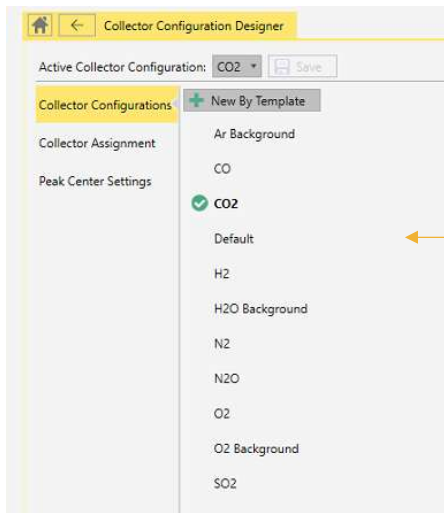 Collector Configuration Designer
Active Collector Configuration: CO2 Save
Collector Configurations
New By Template
Ar Background
Collector Assignment
CO
Peak Center Settings
CO2
Default
H2
H2O Background
N2
N2O
O2
O2 Background
SO2